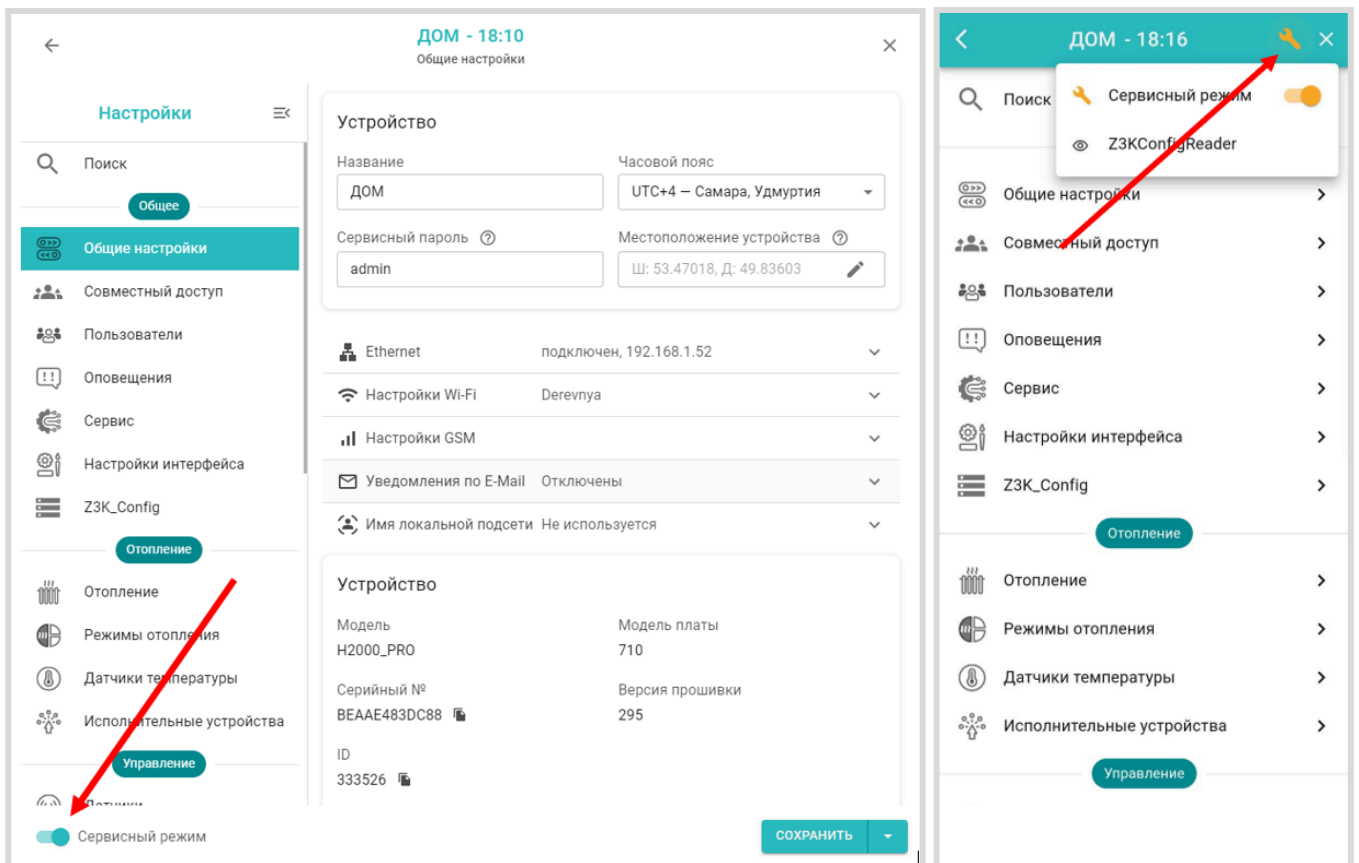 ДОМ - 18:10
Общие настройки
Настройки
Поиск
Общее
Общие настройки
Совместный доступ
Пользователи
Оповещения
Сервис
Настройки интерфейса
Z3K_Config
Отопление
Отопление
Режимы отопления
Датчики температуры
Исполнительные устройства
Управление
Датчики
Сервисный режим
Устройство
Название
Часовой пояс
ДОМ
UTC+4 — Самара, Удмуртия
Сервисный пароль
Местоположение устройства
admin
Ш: 53.47018, Д: 49.83603
Ethernet подключен, 192.168.1.52
Настройки Wi-Fi Derevnya
Настройки GSM
Уведомления по E-Mail Отключены
Имя локальной подсети Не используется
Устройство
Модель
Модель платы
H2000_PRO
710
Серийный №
Версия прошивки
BEAAE483DC88
295
ID
333526
СОХРАНИТЬ
ДОМ - 18:16
Поиск
Сервисный режим
Z3KConfigReader
Общие настройки
Совместный доступ
Пользователи
Оповещения
Сервис
Настройки интерфейса
Z3K_Config
Отопление
Отопление
Режимы отопления
Датчики температуры
Исполнительные устройства
Управление